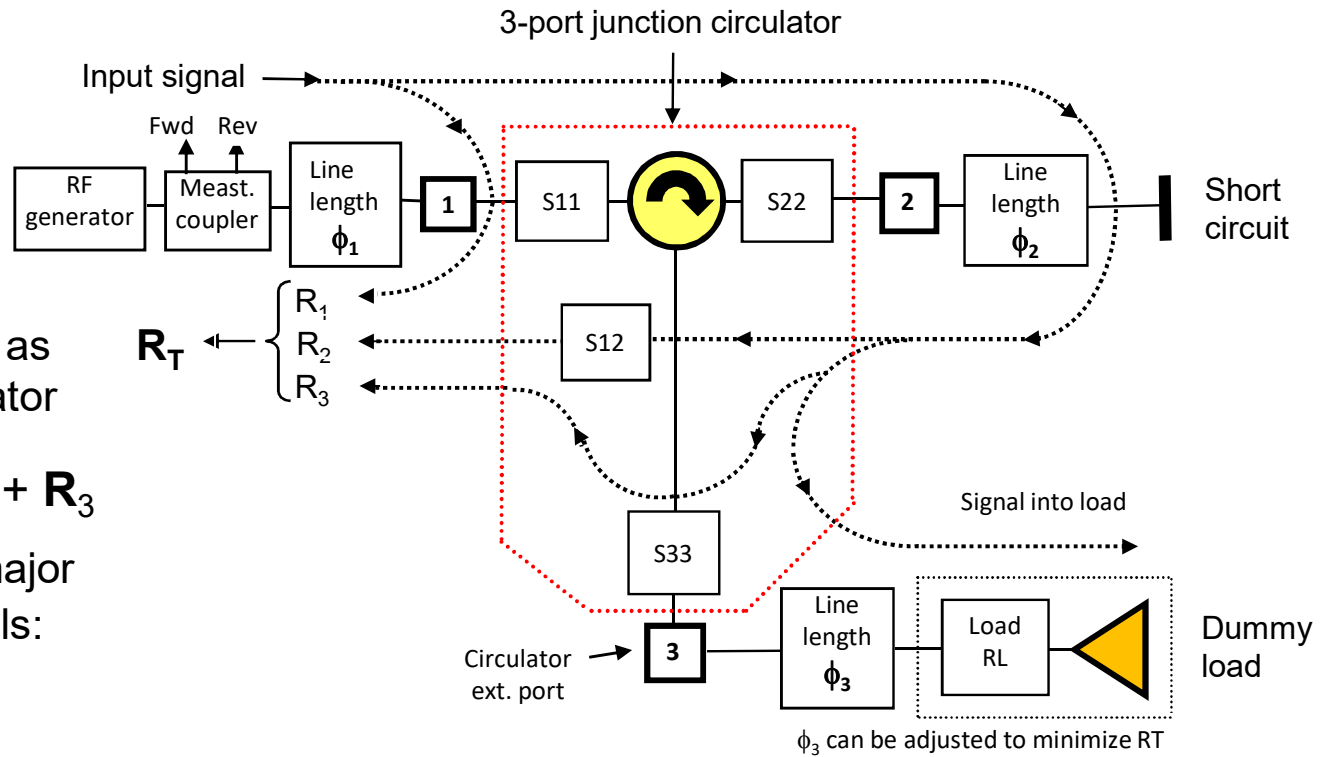 3-port junction circulator
Input signal
Fwd Rev
RF
generator
Meast.
coupler
Line
length
ϕ₁
1
S11
S22
2
Line
length
ϕ₂
Short
circuit
R₁
R₂
R₃
R_T
S12
as
ator
+ R₃
ajor
ls:
S33
Signal into load
Circulator
ext. port
3
Line
length
ϕ₃
Load
RL
Dummy
load
ϕ₃ can be adjusted to minimize RT